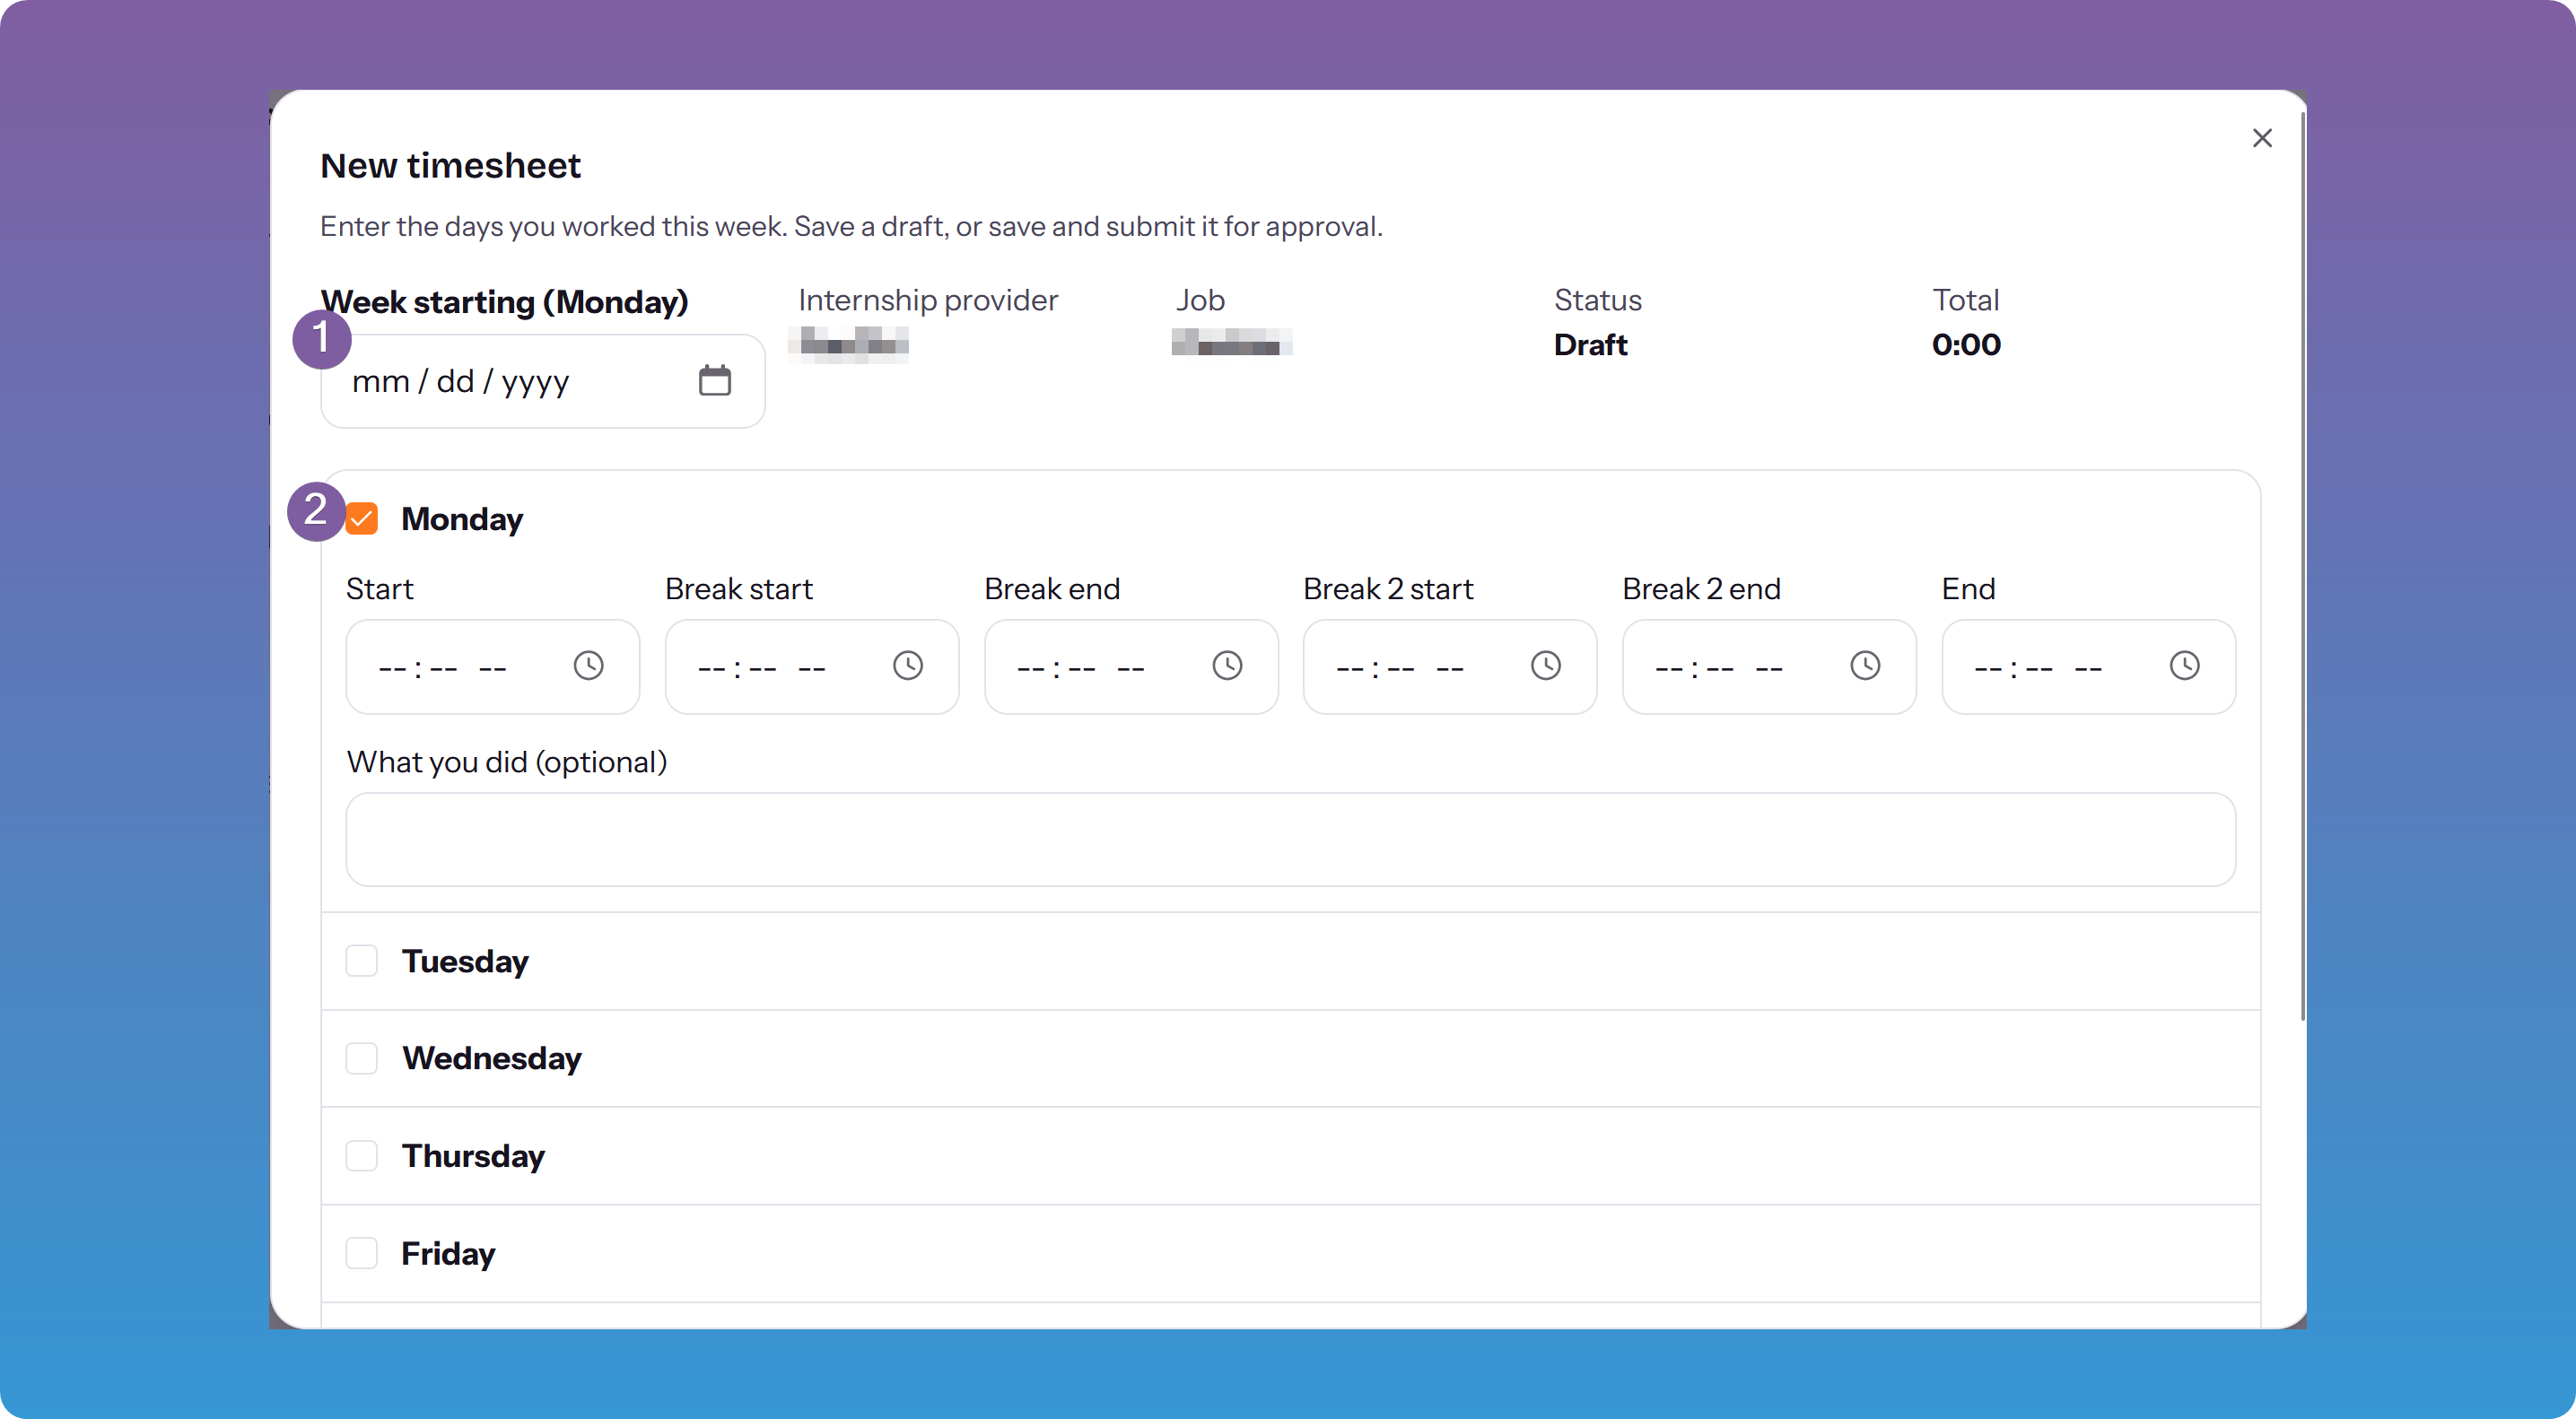 New timesheet
Enter the days you worked this week. Save a draft, or save and submit it for approval.
Week starting (Monday)
Internship provider
Job
Status
Total
1
Draft
0:00
mm / dd / yyyy
2
Monday
Start
Break start
Break end
Break 2 start
Break 2 end
End
--:-- --
--:-- --
--:-- --
--:-- --
--:-- --
--:-- --
What you did (optional)
Tuesday
Wednesday
Thursday
Friday